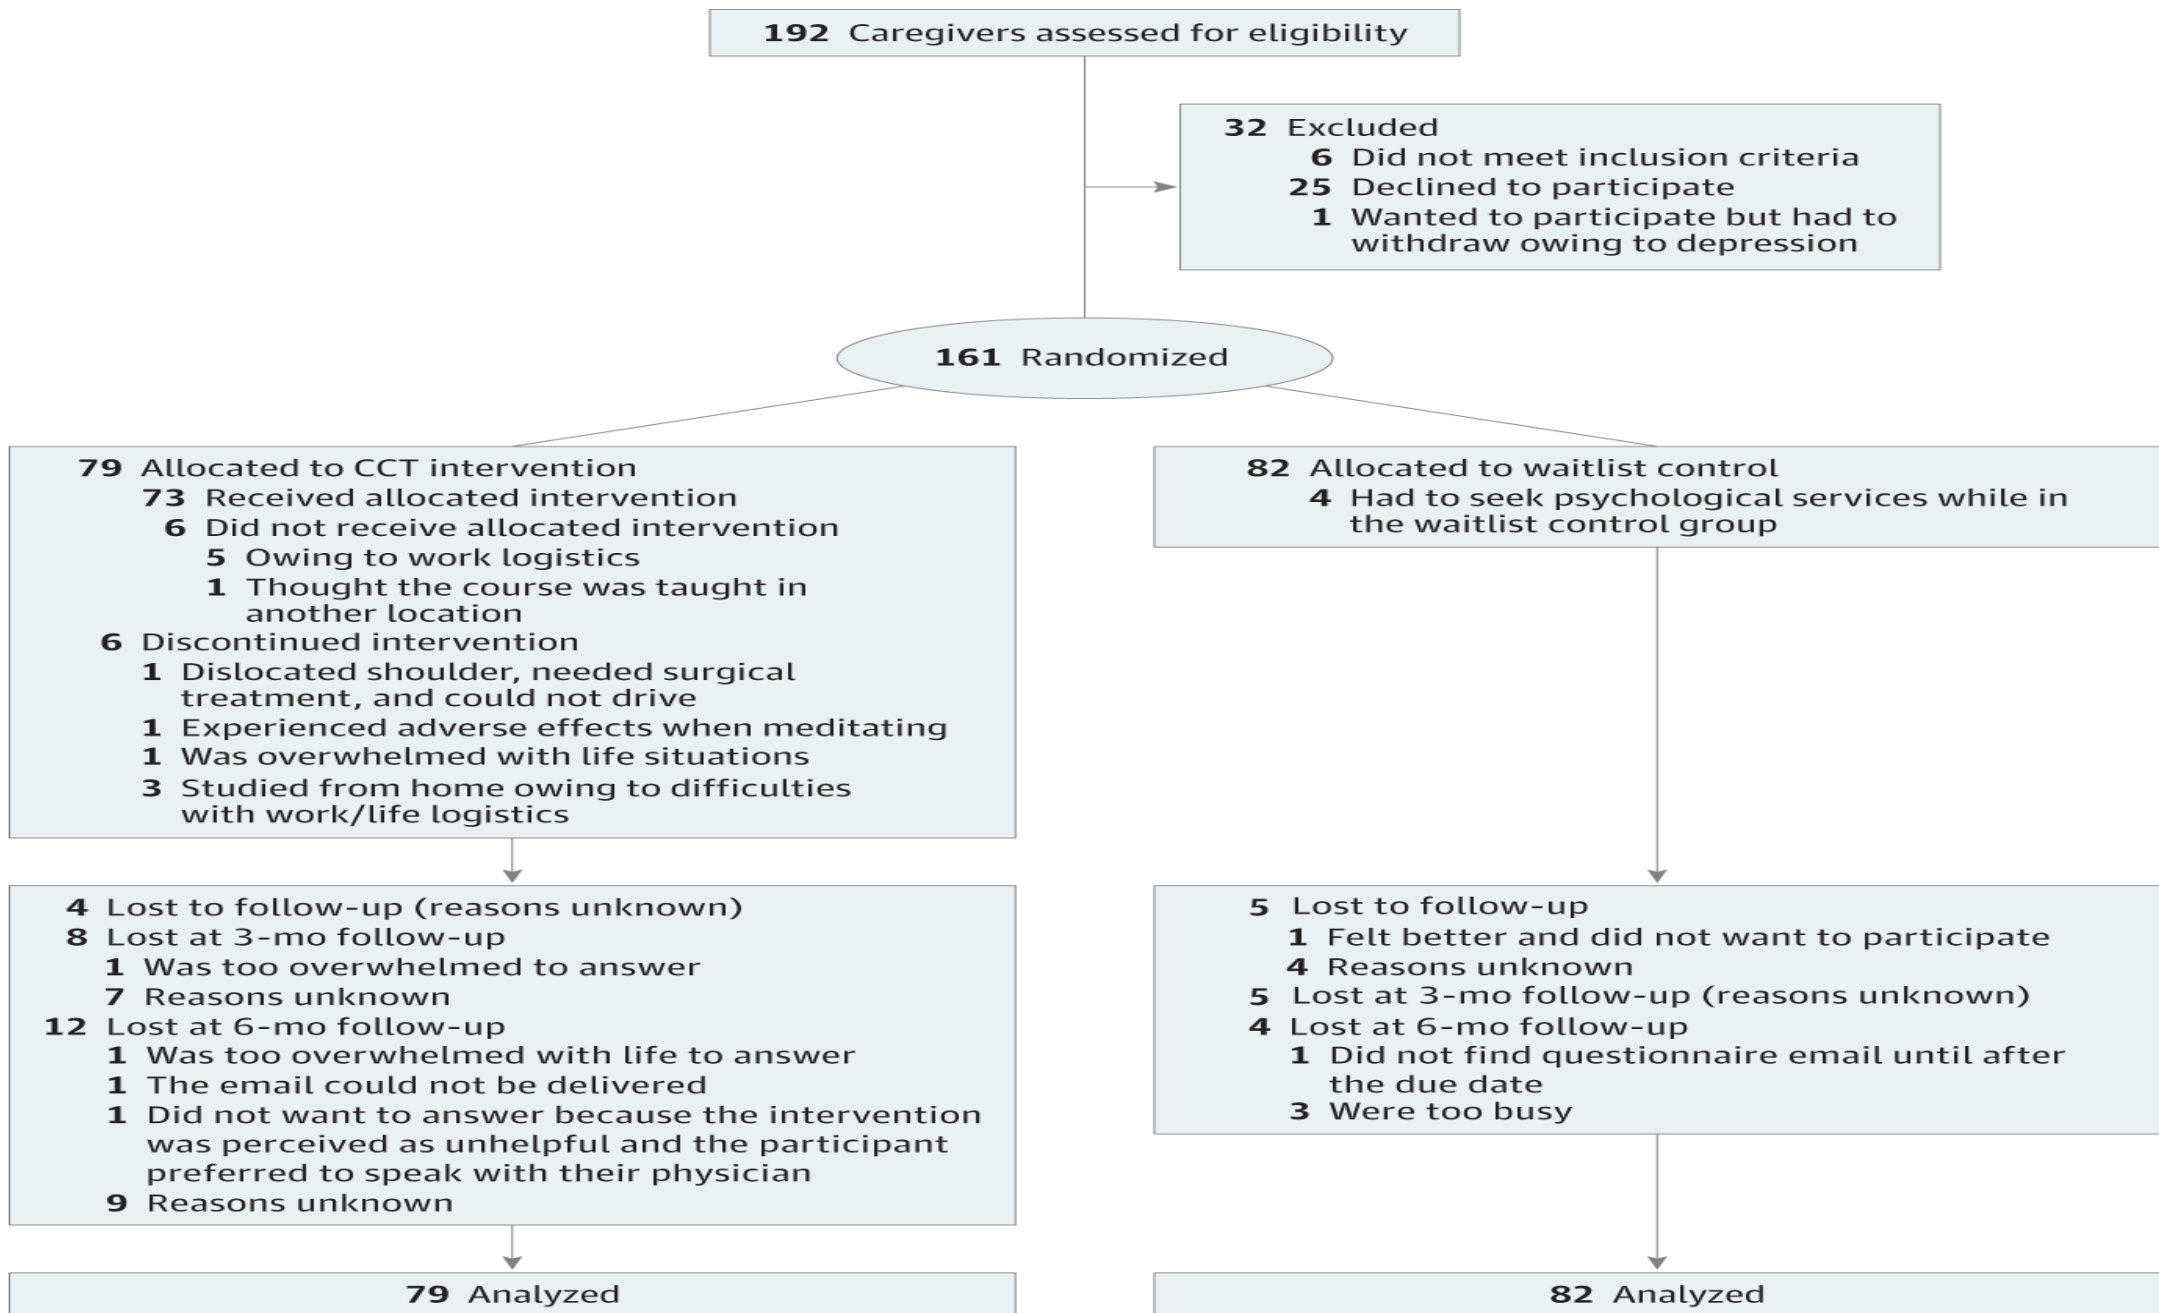 192 Caregivers assessed for eligibility
32 Excluded
6 Did not meet inclusion criteria
25 Declined to participate
1 Wanted to participate but had to
withdraw owing to depression
161 Randomized
79 Allocated to CCT intervention
73 Received allocated intervention
6 Did not receive allocated intervention
5 Owing to work logistics
1 Thought the course was taught in
another location
6 Discontinued intervention
1 Dislocated shoulder, needed surgical
treatment, and could not drive
1 Experienced adverse effects when meditating
1 Was overwhelmed with life situations
3 Studied from home owing to difficulties
with work/life logistics
82 Allocated to waitlist control
4 Had to seek psychological services while in
the waitlist control group
4 Lost to follow-up (reasons unknown)
8 Lost at 3-mo follow-up
1 Was too overwhelmed to answer
7 Reasons unknown
12 Lost at 6-mo follow-up
1 Was too overwhelmed with life to answer
1 The email could not be delivered
1 Did not want to answer because the intervention
was perceived as unhelpful and the participant
preferred to speak with their physician
9 Reasons unknown
5 Lost to follow-up
1 Felt better and did not want to participate
4 Reasons unknown
5 Lost at 3-mo follow-up (reasons unknown)
4 Lost at 6-mo follow-up
1 Did not find questionnaire email until after
the due date
3 Were too busy
79 Analyzed
82 Analyzed